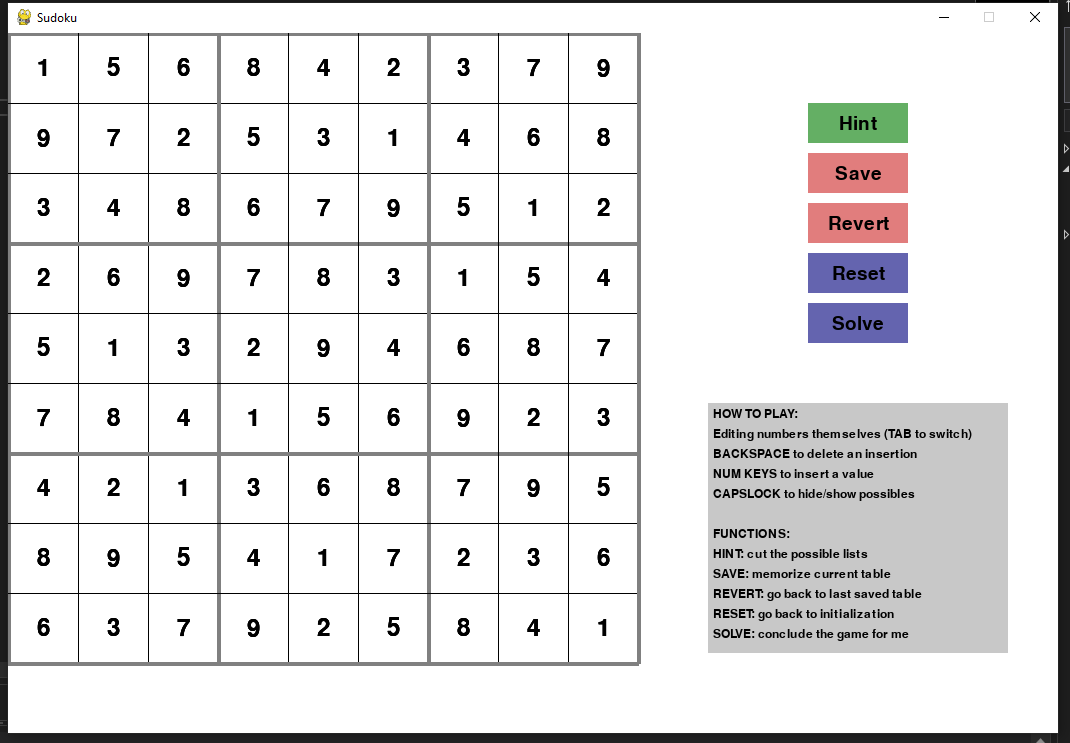 Sudoku
1 5 6 8 4 2 3 7 9
9 7 2 5 3 1 4 6 8
3 4 8 6 7 9 5 1 2
2 6 9 7 8 3 1 5 4
5 1 3 2 9 4 6 8 7
7 8 4 1 5 6 9 2 3
4 2 1 3 6 8 7 9 5
8 9 5 4 1 7 2 3 6
6 3 7 9 2 5 8 4 1
Hint
Save
Revert
Reset
Solve
HOW TO PLAY:
Editing numbers themselves (TAB to switch)
BACKSPACE to delete an insertion
NUM KEYS to insert a value
CAPSLOCK to hide/show possibles
FUNCTIONS:
HINT: cut the possible lists
SAVE: memorize current table
REVERT: go back to last saved table
RESET: go back to initialization
SOLVE: conclude the game for me